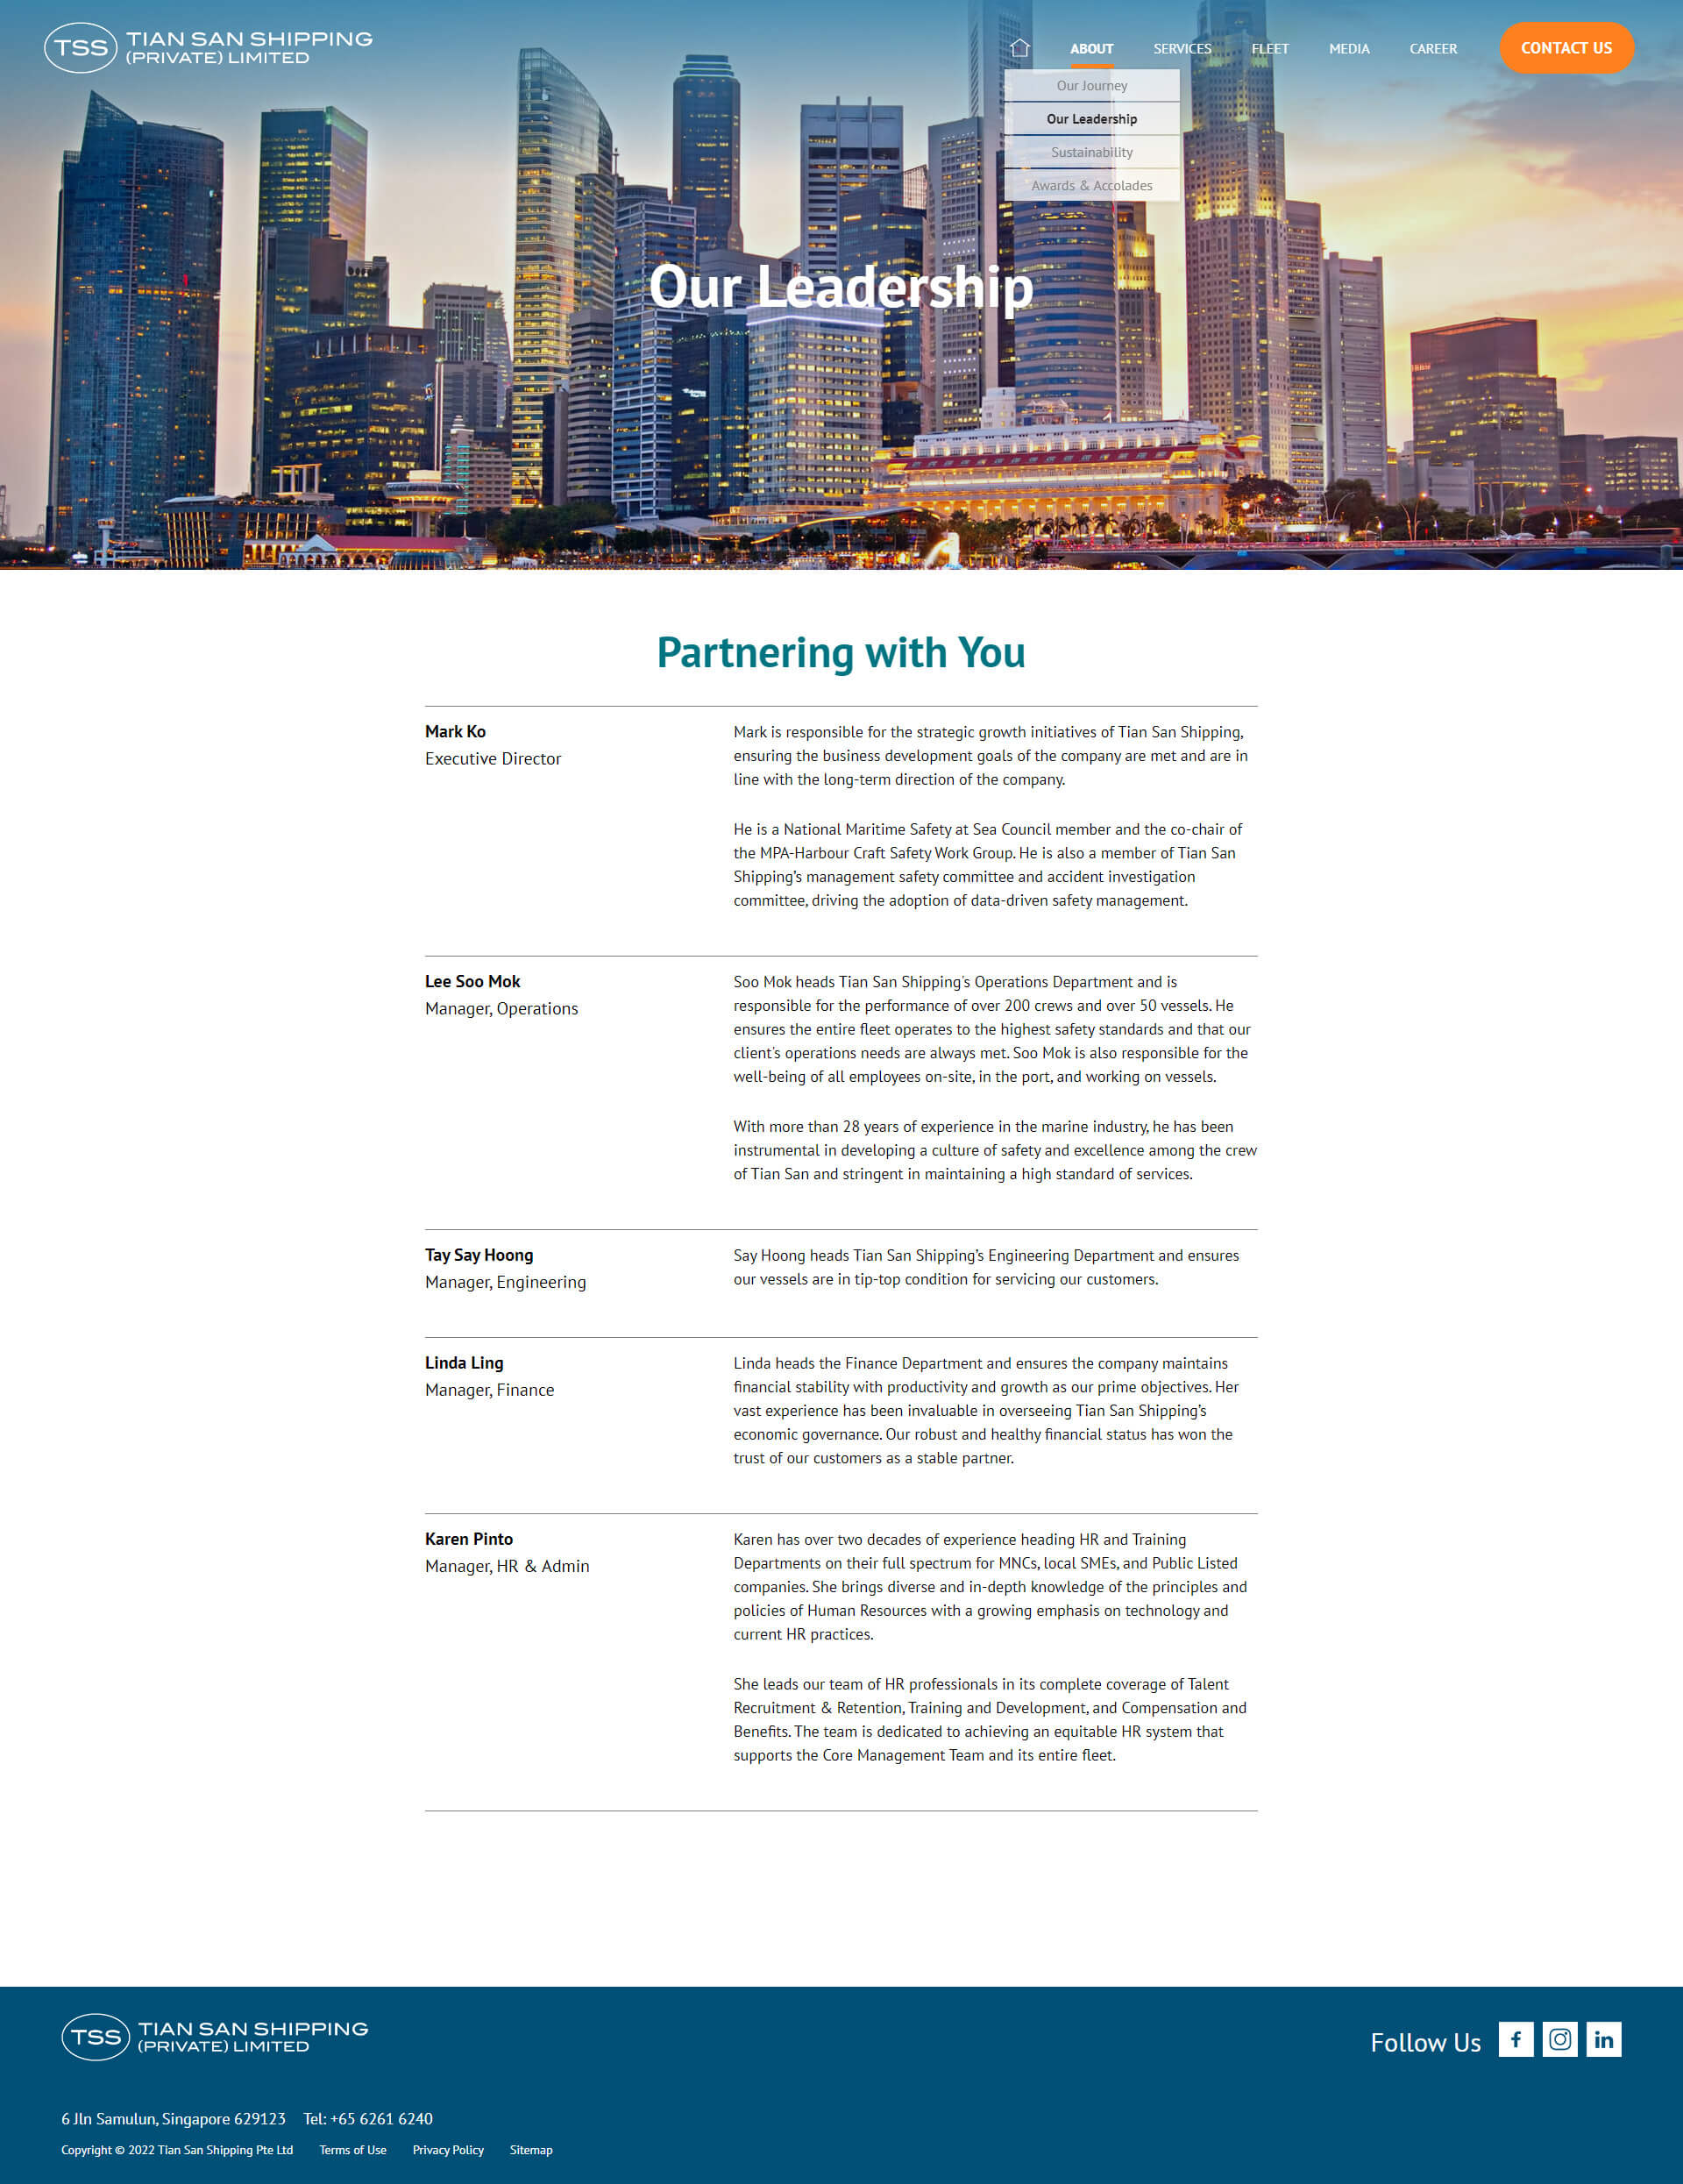 TSS TIAN SAN SHIPPING
(PRIVATE) LIMITED
ABOUT SERVICES FLEET MEDIA CAREER CONTACT US
Our Journey
Our Leadership
Sustainability
Awards & Accolades
Our Leadership
Partnering with You
Mark Ko
Executive Director
Mark is responsible for the strategic growth initiatives of Tian San Shipping,
ensuring the business development goals of the company are met and are in
line with the long-term direction of the company.
He is a National Maritime Safety at Sea Council member and the co-chair of
the MPA-Harbour Craft Safety Work Group. He is also a member of Tian San
Shipping’s management safety committee and accident investigation
committee, driving the adoption of data-driven safety management.
Lee Soo Mok
Manager, Operations
Soo Mok heads Tian San Shipping's Operations Department and is
responsible for the performance of over 200 crews and over 50 vessels. He
ensures the entire fleet operates to the highest safety standards and that our
client's operations needs are always met. Soo Mok is also responsible for the
well-being of all employees on-site, in the port, and working on vessels.
With more than 28 years of experience in the marine industry, he has been
instrumental in developing a culture of safety and excellence among the crew
of Tian San and stringent in maintaining a high standard of services.
Tay Say Hoong
Manager, Engineering
Say Hoong heads Tian San Shipping’s Engineering Department and ensures
our vessels are in tip-top condition for servicing our customers.
Linda Ling
Manager, Finance
Linda heads the Finance Department and ensures the company maintains
financial stability with productivity and growth as our prime objectives. Her
vast experience has been invaluable in overseeing Tian San Shipping’s
economic governance. Our robust and healthy financial status has won the
trust of our customers as a stable partner.
Karen Pinto
Manager, HR & Admin
Karen has over two decades of experience heading HR and Training
Departments on their full spectrum for MNCs, local SMEs, and Public Listed
companies. She brings diverse and in-depth knowledge of the principles and
policies of Human Resources with a growing emphasis on technology and
current HR practices.
She leads our team of HR professionals in its complete coverage of Talent
Recruitment & Retention, Training and Development, and Compensation and
Benefits. The team is dedicated to achieving an equitable HR system that
supports the Core Management Team and its entire fleet.
TSS TIAN SAN SHIPPING
(PRIVATE) LIMITED
Follow Us
6 Jln Samulun, Singapore 629123 Tel: +65 6261 6240
Copyright © 2022 Tian San Shipping Pte Ltd Terms of Use Privacy Policy Sitemap